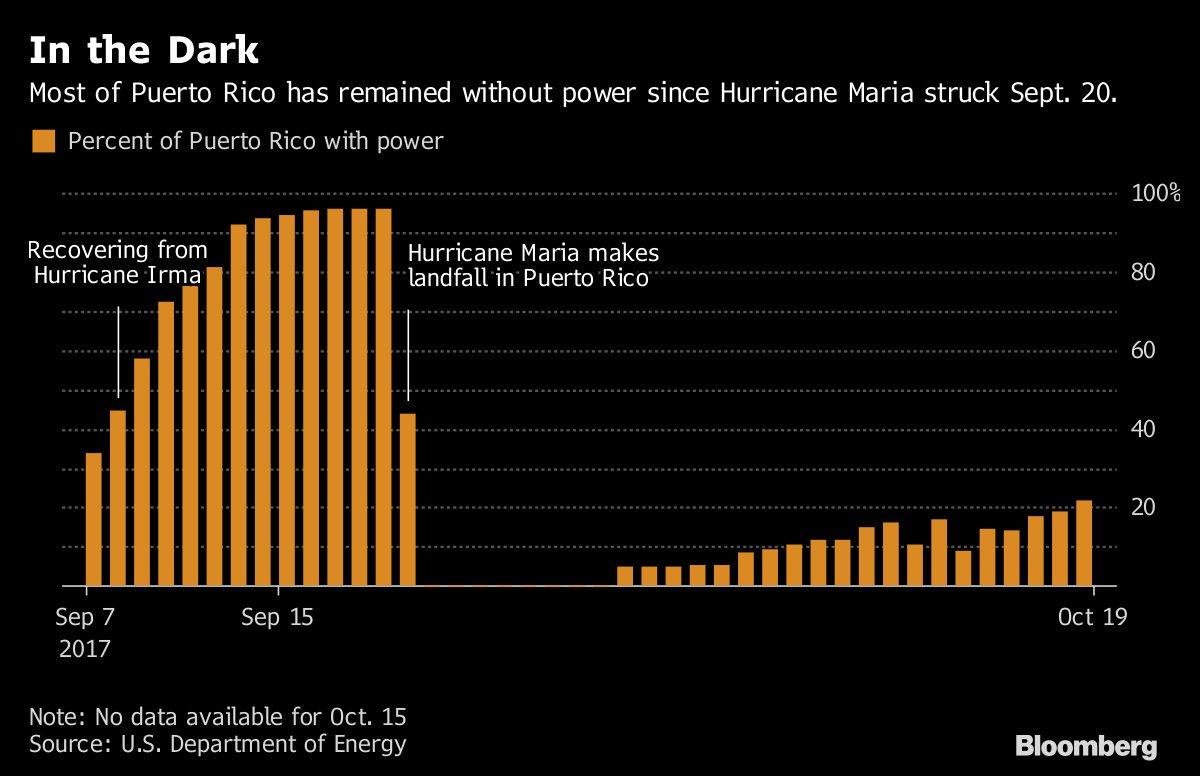 In the Dark
Most of Puerto Rico has remained without power since Hurricane Maria struck Sept. 20.
Percent of Puerto Rico with power
100%
Recovering from
Hurricane Irma
Hurricane Maria makes
landfall in Puerto Rico
80
60
40
20
Sep 7
2017
Sep 15
Oct 19
Note: No data available for Oct. 15
Source: U.S. Department of Energy
Bloomberg